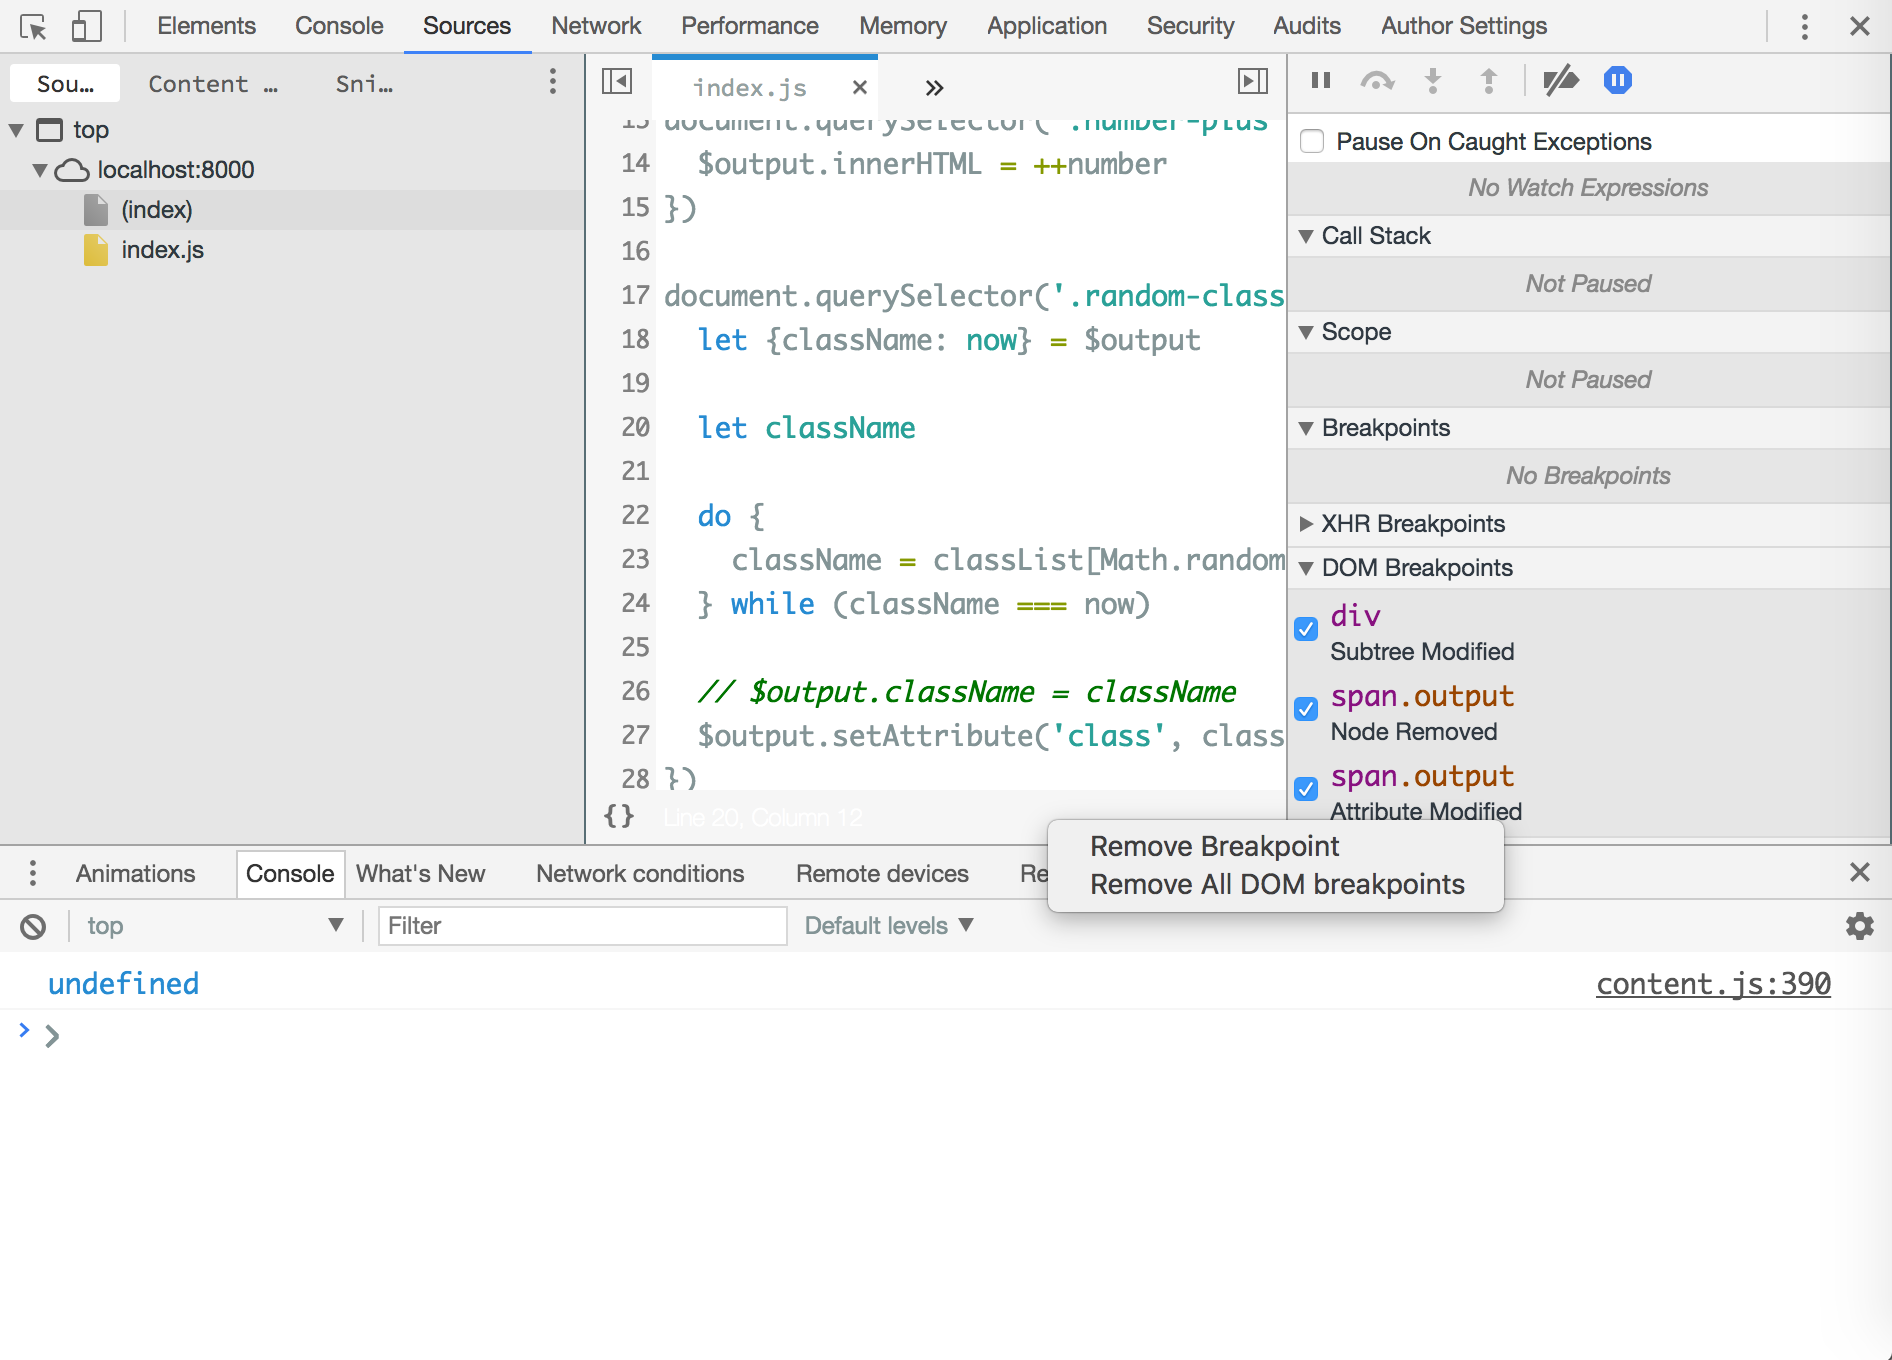 Elements Console Sources Network Performance Memory Application Security Audits Author Settings
Sou… Content … Sni…
top
localhost:8000
(index)
index.js
index.js
13 document.querySelector('.number-plus
14 $output.innerHTML = ++number
15 })
16
17 document.querySelector('.random-class
18 let {className: now} = $output
19
20 let className
21
22 do {
23 className = classList[Math.random
24 } while (className === now)
25
26 // $output.className = className
27 $output.setAttribute('class', class
28 })
{} Line 20, Column 12
Pause On Caught Exceptions
No Watch Expressions
Call Stack
Not Paused
Scope
Not Paused
Breakpoints
No Breakpoints
XHR Breakpoints
DOM Breakpoints
div
Subtree Modified
span.output
Node Removed
span.output
Attribute Modified
Remove Breakpoint
Remove All DOM breakpoints
Animations Console What's New Network conditions Remote devices Re
top Filter Default levels
undefined content.js:390